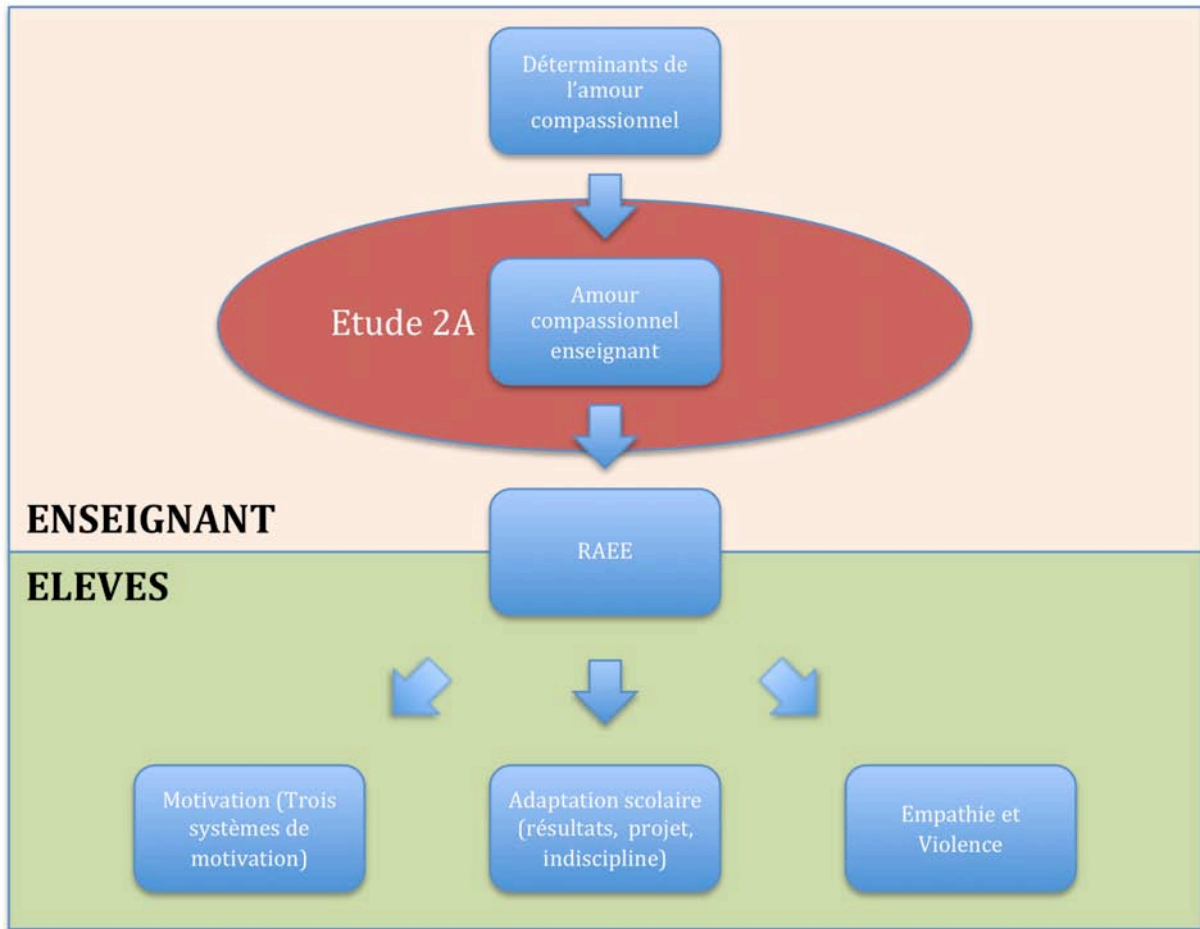 Déterminants de
l'amour
compassionnel
Etude 2A
Amour
compassionnel
enseignant
ENSEIGNANT
RAEE
ELEVES
Motivation (Trois
systèmes de
motivation)
Adaptation scolaire
(résultats, projet,
indiscipline)
Empathie et
Violence